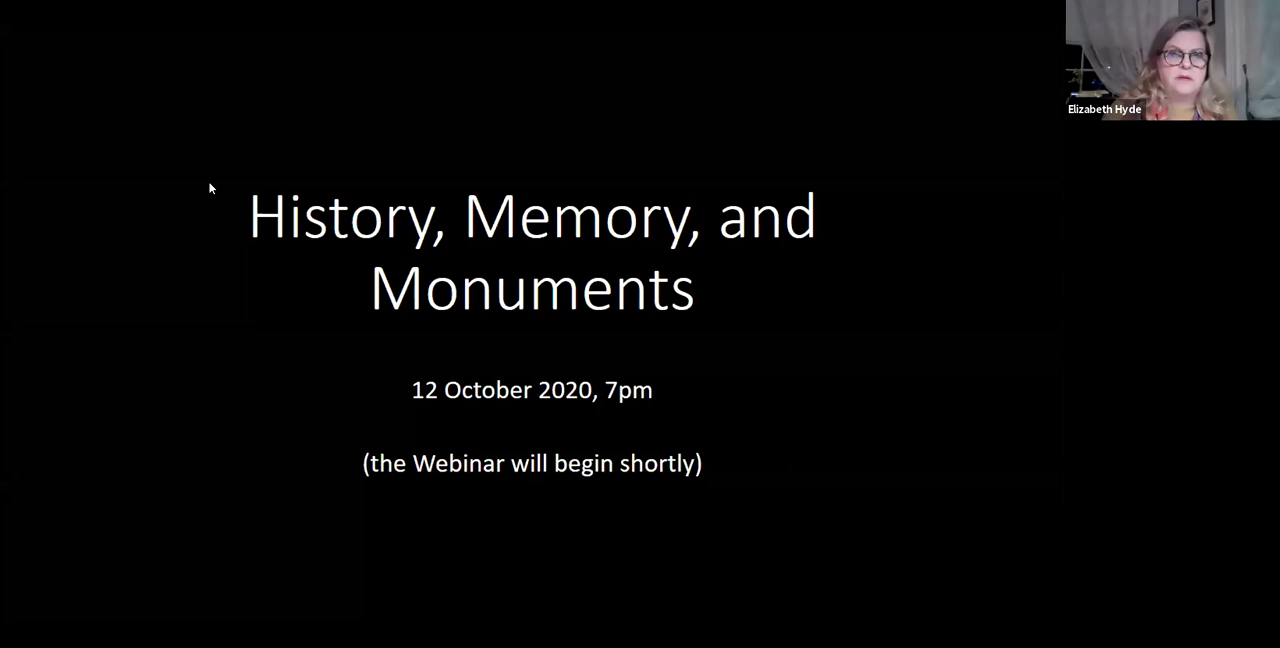 Elizabeth Hyde
History, Memory, and
Monuments
12 October 2020, 7pm
(the Webinar will begin shortly)